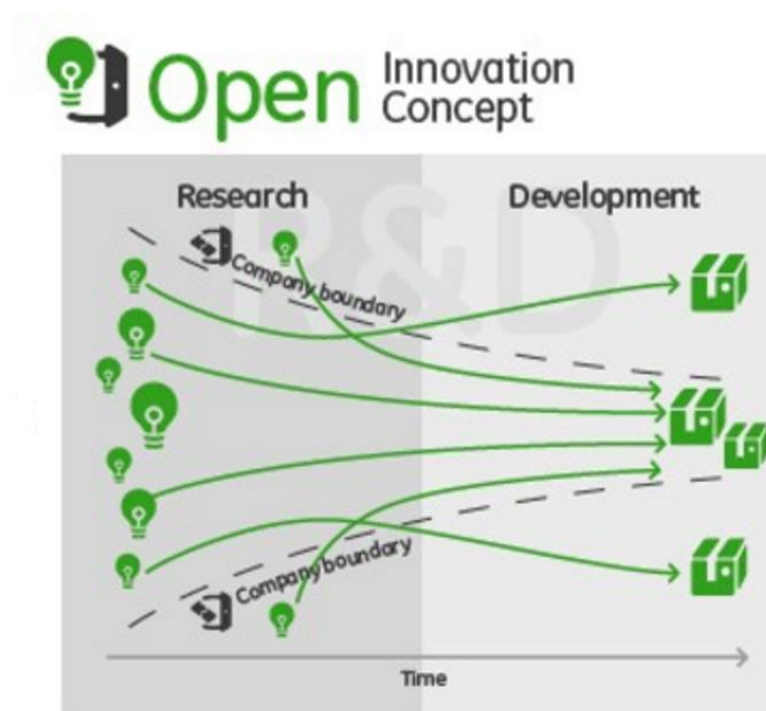 Open
Innovation
Concept
R&D
Research
Development
Company boundary
Company boundary
Time